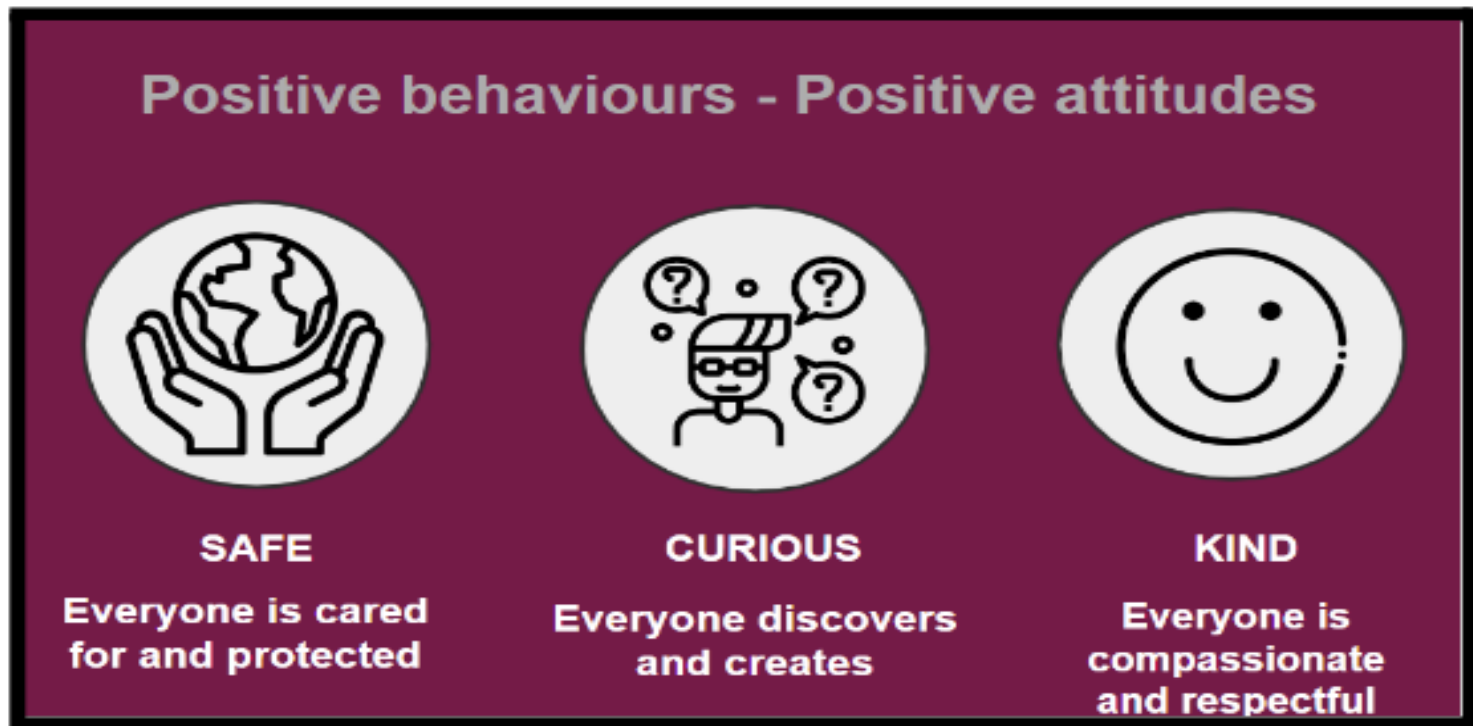 Positive behaviours - Positive attitudes
? ? ?
SAFE
Everyone is cared
for and protected
CURIOUS
Everyone discovers
and creates
KIND
Everyone is
compassionate
and respectful